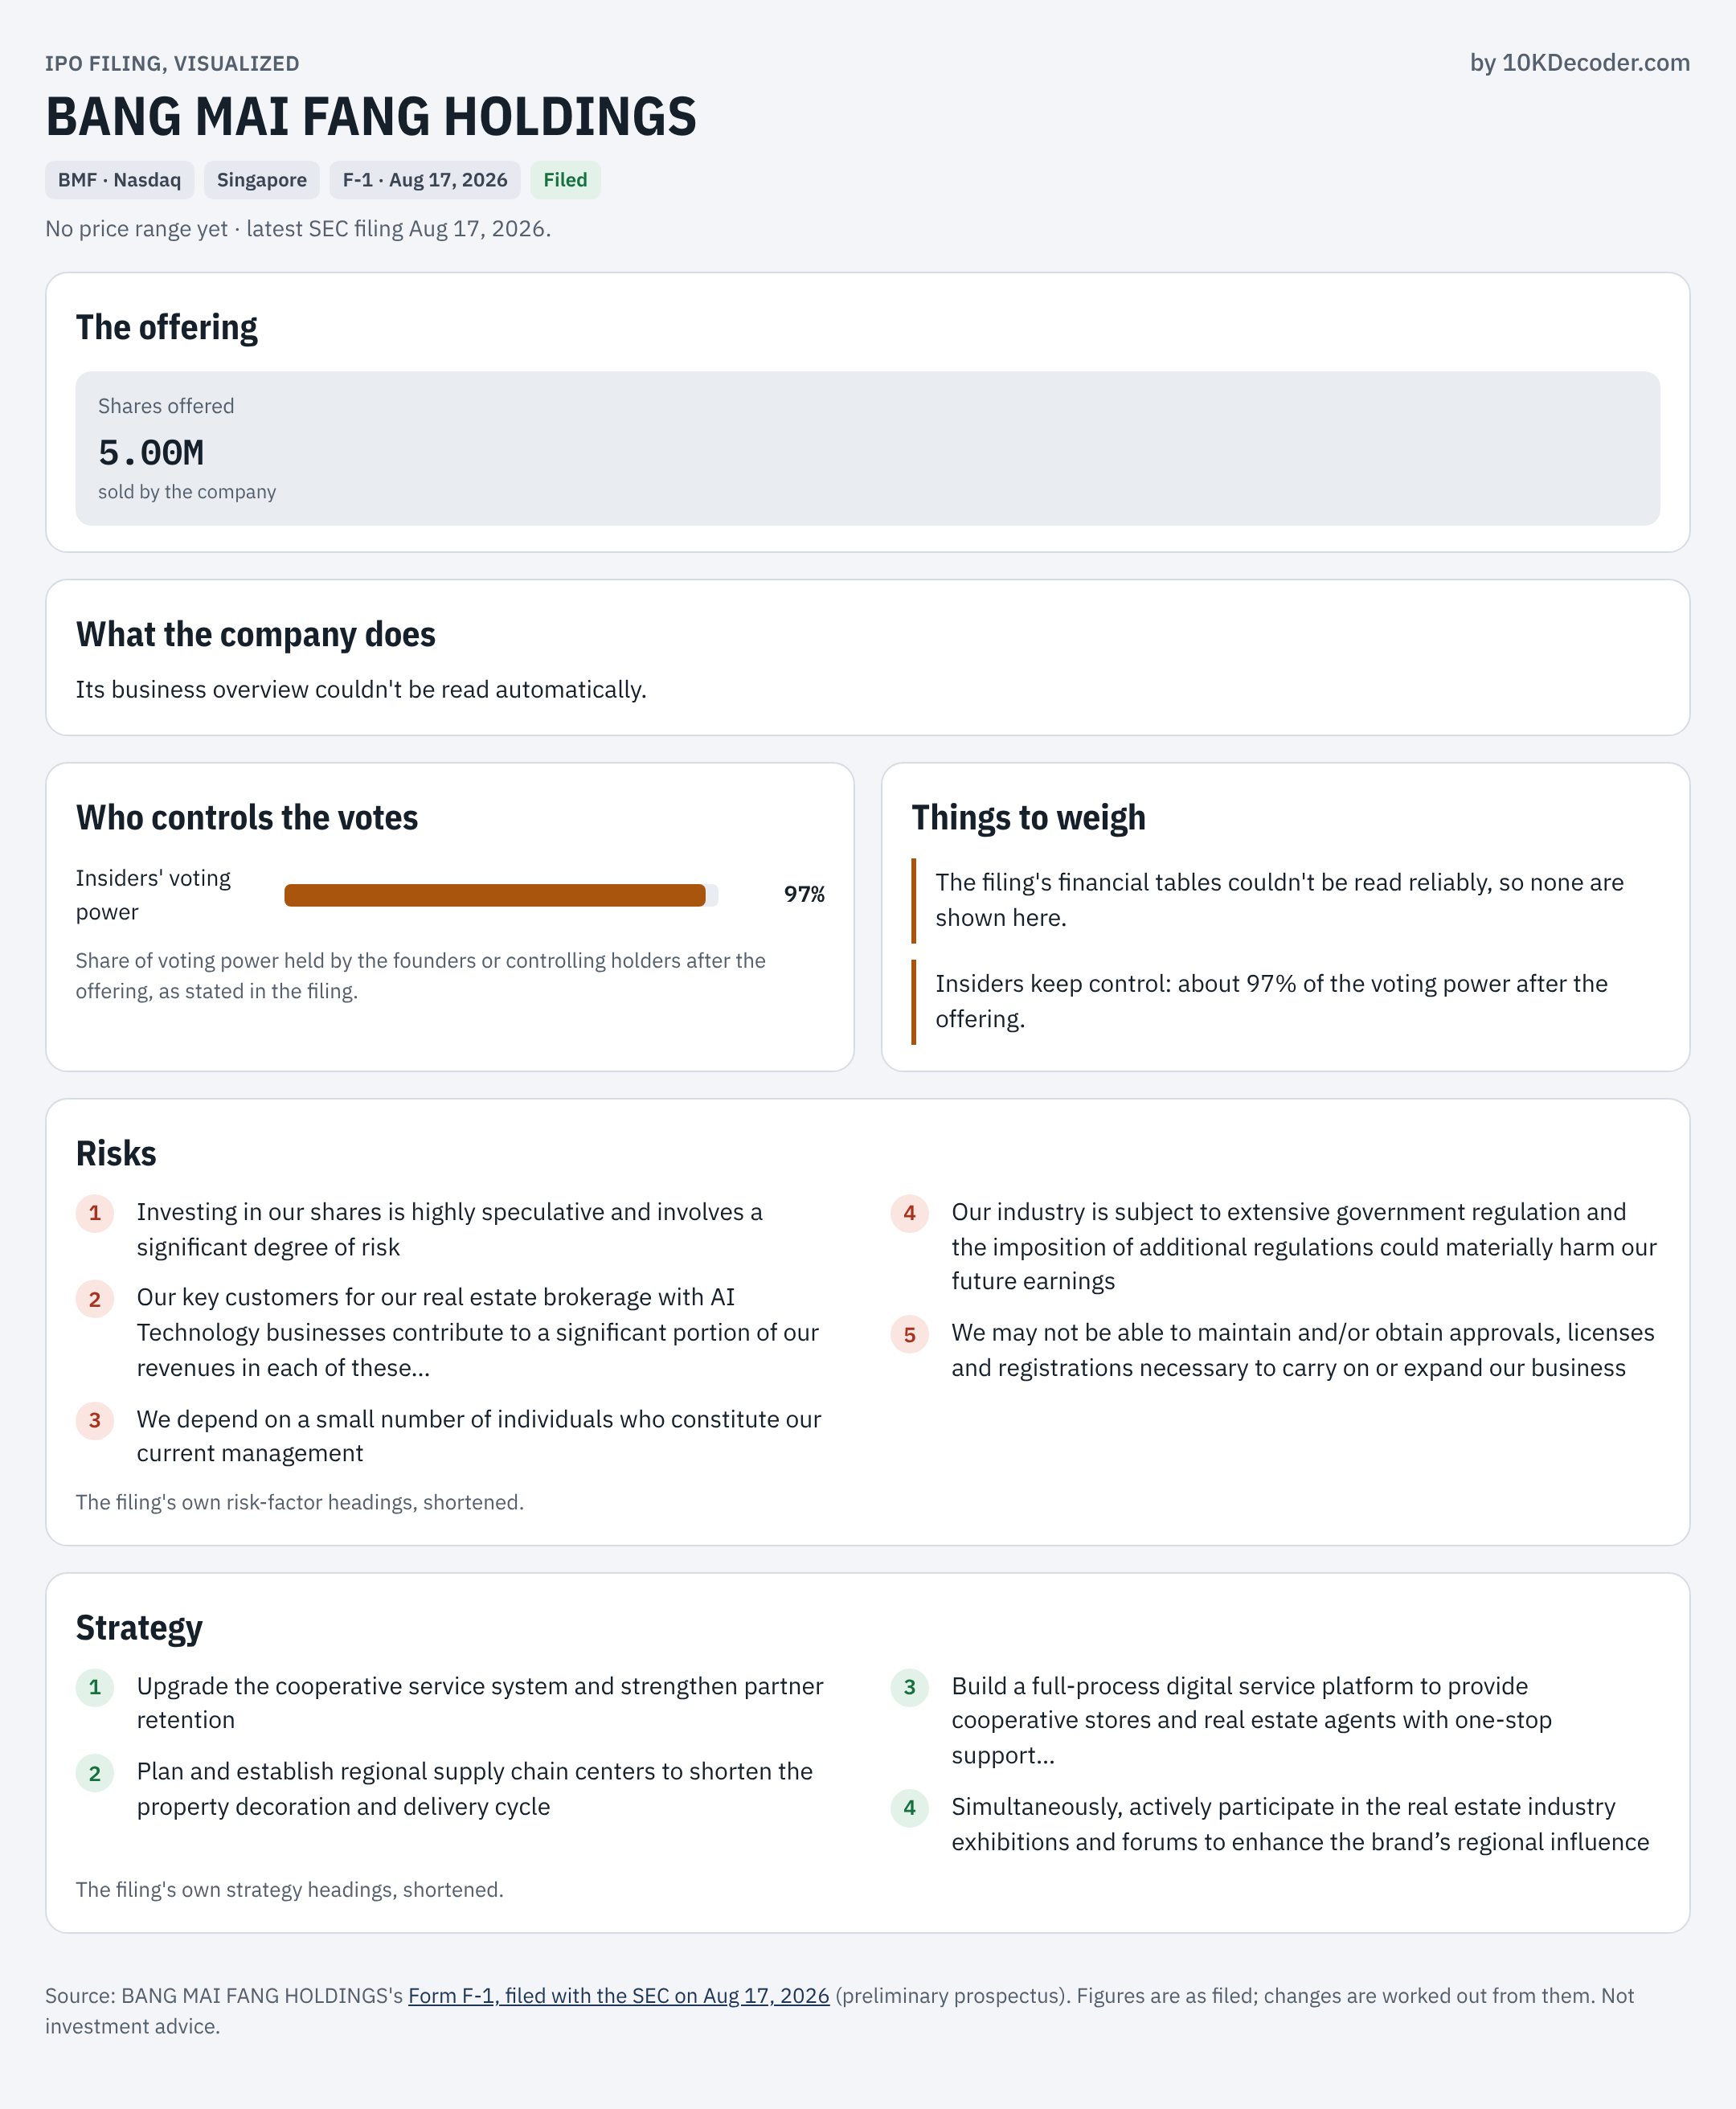 IPO FILING, VISUALIZED
by 10KDecoder.com
BANG MAI FANG HOLDINGS
BMF · Nasdaq
Singapore
F-1 · Aug 17, 2026
Filed
No price range yet · latest SEC filing Aug 17, 2026.
The offering
Shares offered
5.00M
sold by the company
What the company does
Its business overview couldn't be read automatically.
Who controls the votes
Insiders' voting
power
97%
Share of voting power held by the founders or controlling holders after the
offering, as stated in the filing.
Things to weigh
The filing's financial tables couldn't be read reliably, so none are
shown here.
Insiders keep control: about 97% of the voting power after the
offering.
Risks
1 Investing in our shares is highly speculative and involves a
significant degree of risk
2 Our key customers for our real estate brokerage with AI
Technology businesses contribute to a significant portion of our
revenues in each of these...
3 We depend on a small number of individuals who constitute our
current management
4 Our industry is subject to extensive government regulation and
the imposition of additional regulations could materially harm our
future earnings
5 We may not be able to maintain and/or obtain approvals, licenses
and registrations necessary to carry on or expand our business
The filing's own risk-factor headings, shortened.
Strategy
1 Upgrade the cooperative service system and strengthen partner
retention
2 Plan and establish regional supply chain centers to shorten the
property decoration and delivery cycle
3 Build a full-process digital service platform to provide
cooperative stores and real estate agents with one-stop
support...
4 Simultaneously, actively participate in the real estate industry
exhibitions and forums to enhance the brand’s regional influence
The filing's own strategy headings, shortened.
Source: BANG MAI FANG HOLDINGS's Form F-1, filed with the SEC on Aug 17, 2026 (preliminary prospectus). Figures are as filed; changes are worked out from them. Not
investment advice.